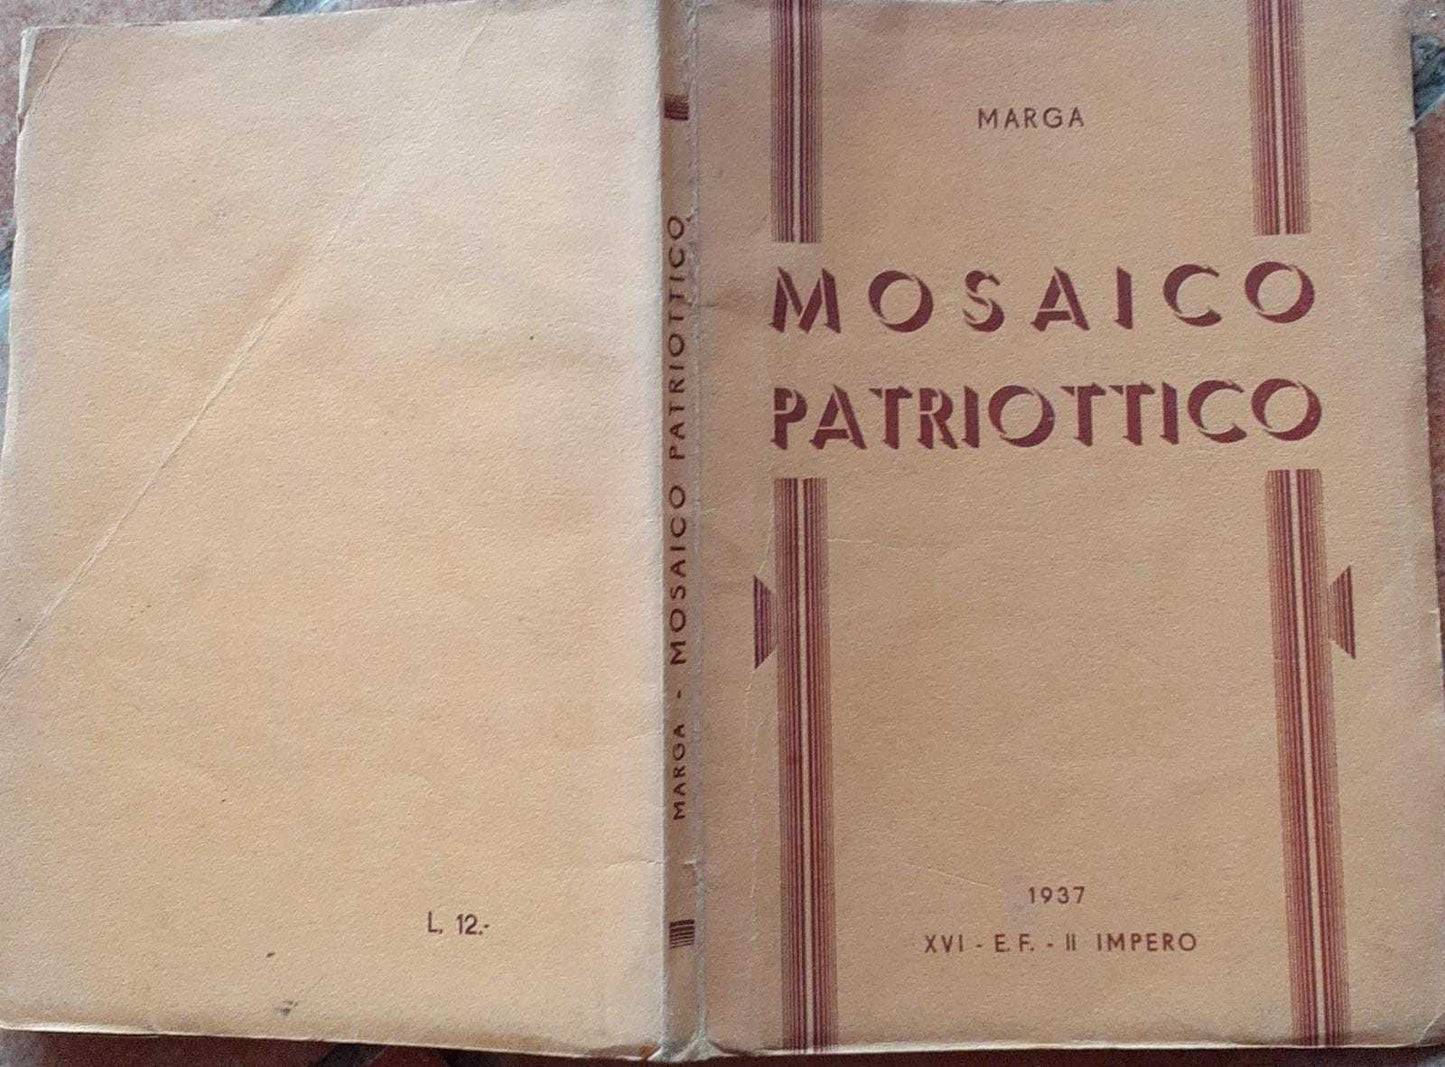 L. 12.-
MARGA - MOSAICO PATRIOTTICO
MARGA
MOSAICO
PATRIOTTICO
1937
XVI - E. F. - II IMPERO